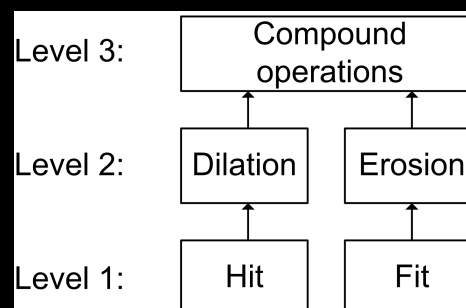 Level 3:
Compound
operations
Level 2:
Dilation
Erosion
Level 1:
Hit
Fit